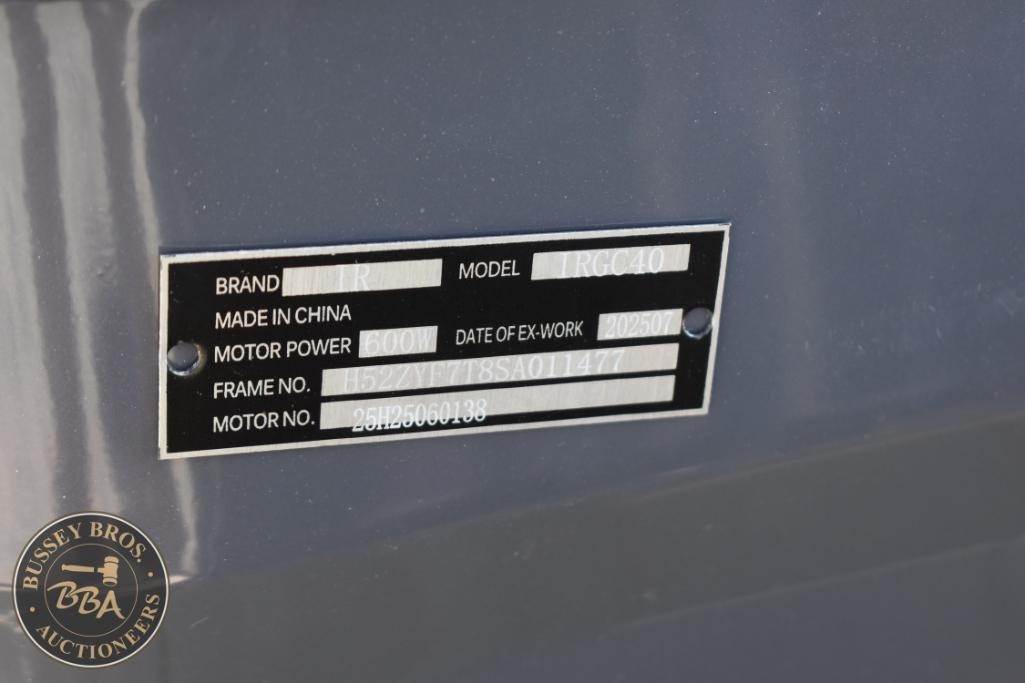 BRAND IR MODEL IRGC40
MADE IN CHINA
MOTOR POWER 600W DATE OF EX-WORK 202507
FRAME NO. H52ZYF7T8SA011477
MOTOR NO. 25H25060138
BUSSEY BROS.
BBA
AUCTIONEERS